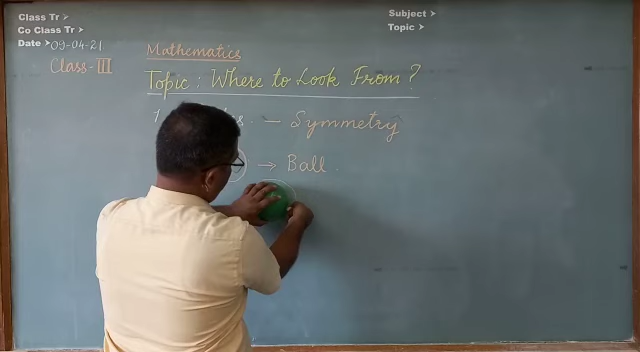 Class Tr >
Co Class Tr >
Date > 09-04-21
Subject >
Topic >
Mathematics
Class-III
Topic : Where to Look From ?
1. — Symmetry
→ Ball .